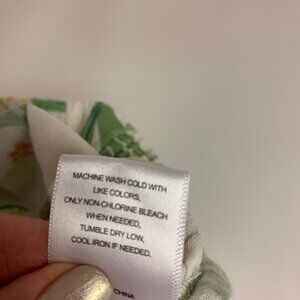 MACHINE WASH COLD WITH
LIKE COLORS,
ONLY NON-CHLORINE BLEACH
WHEN NEEDED,
TUMBLE DRY LOW,
COOL IRON IF NEEDED.
CHINA